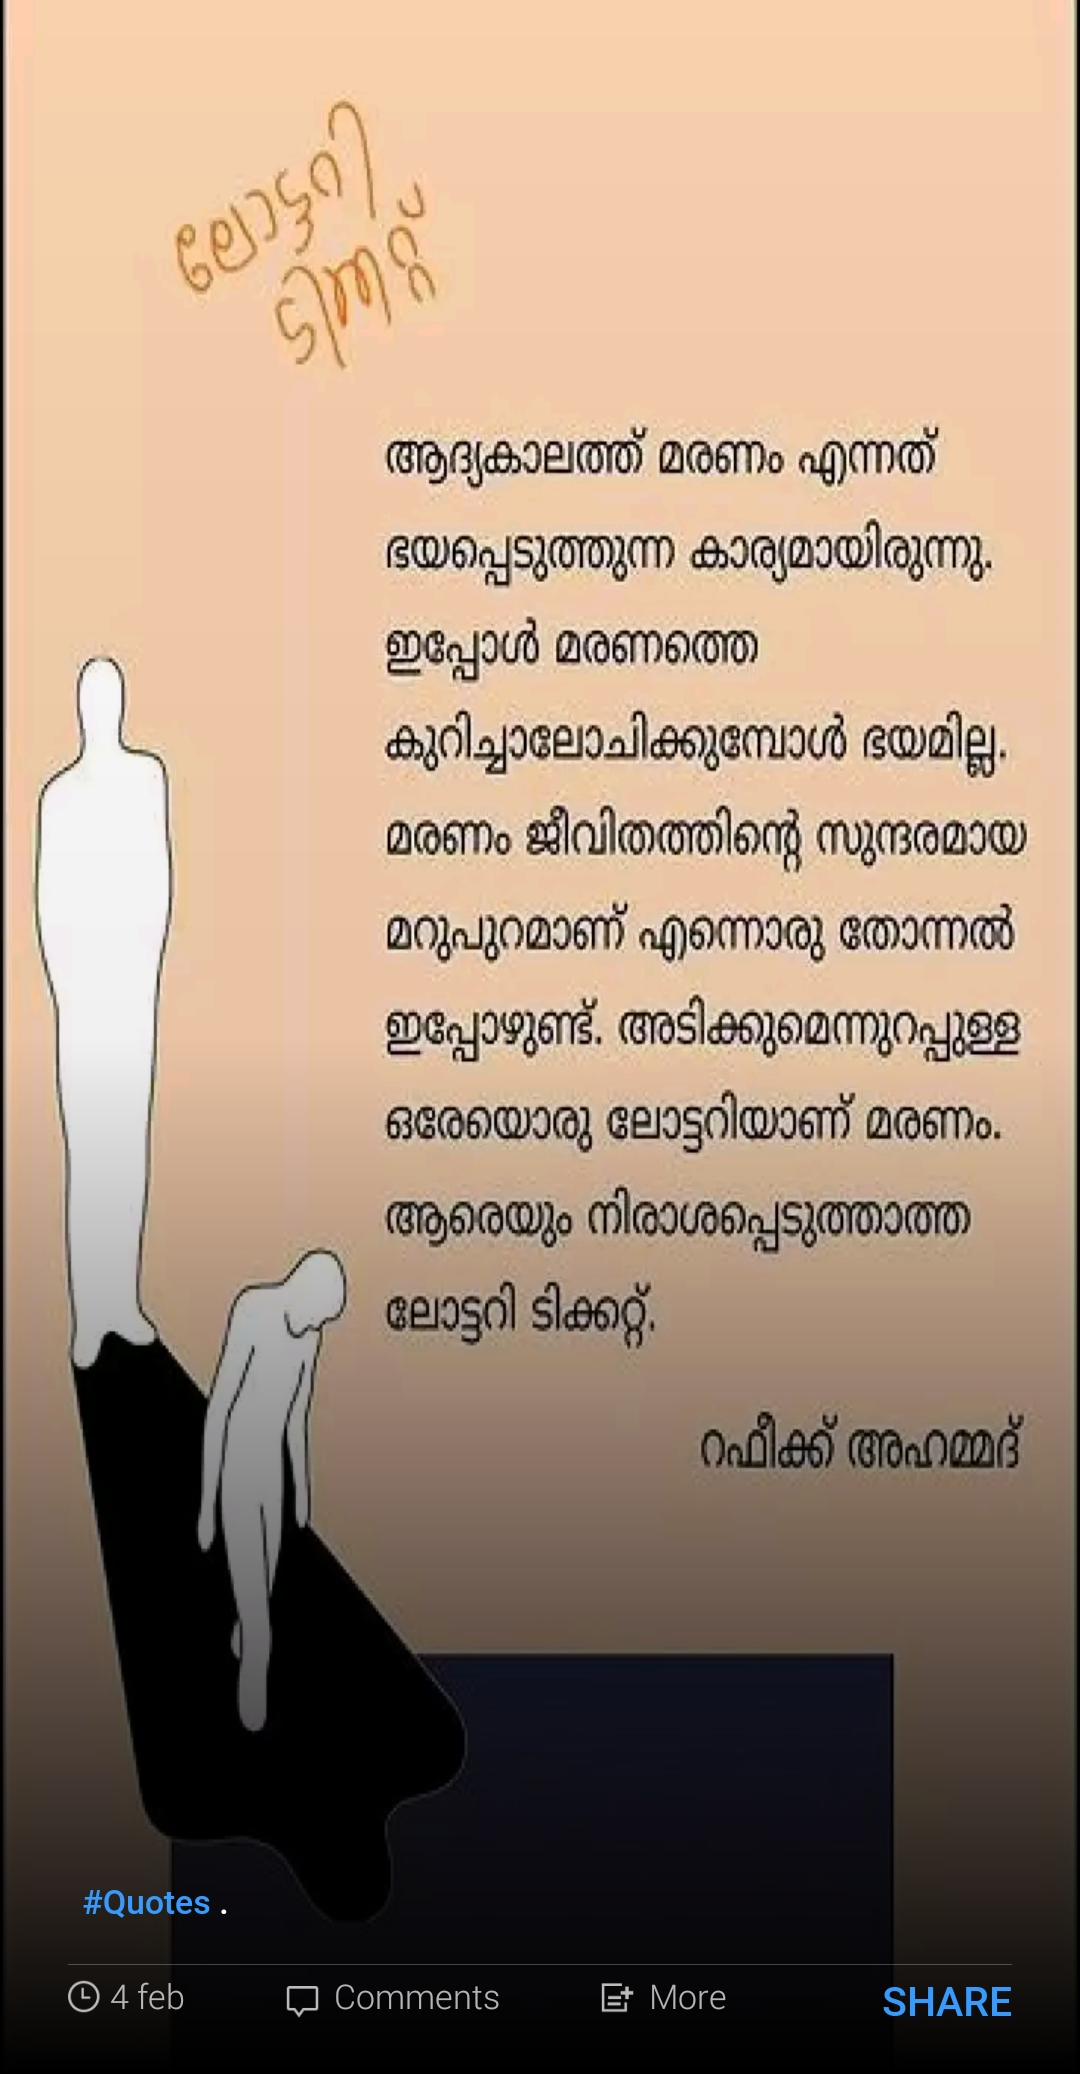 ലോട്ടറി
ടിക്കറ്റ്
ആദ്യകാലത്ത് മരണം എന്നത്
ഭയപ്പെടുത്തുന്ന കാര്യമായിരുന്നു.
ഇപ്പോൾ മരണത്തെ
കുറിച്ചാലോചിക്കുമ്പോൾ ഭയമില്ല.
മരണം ജീവിതത്തിന്റെ സുന്ദരമായ
മറുപുറമാണ് എന്നൊരു തോന്നൽ
ഇപ്പോഴുണ്ട്. അടിക്കുമെന്നുറപ്പുള്ള
ഒരേയൊരു ലോട്ടറിയാണ് മരണം.
ആരെയും നിരാശപ്പെടുത്താത്ത
ലോട്ടറി ടിക്കറ്റ്.
റഫീക്ക് അഹമ്മദ്
#Quotes .
4 feb Comments More SHARE